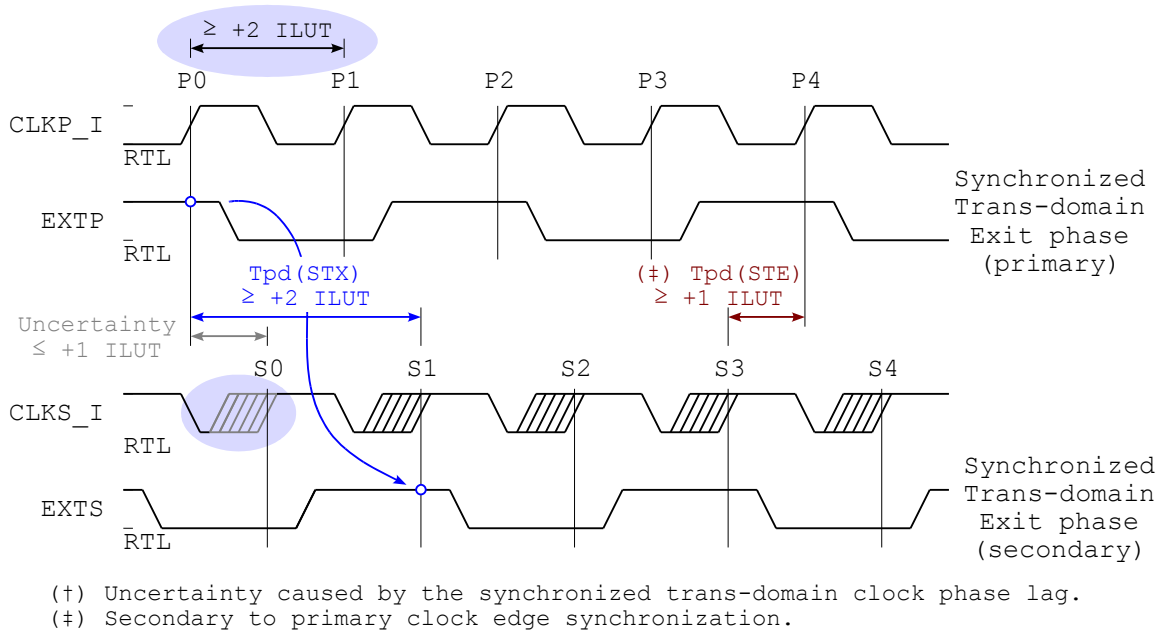 ≥ +2 ILUT
P0 P1 P2 P3 P4
CLKP_I
RTL
EXTP
RTL
Synchronized
Trans-domain
Exit phase
(primary)
Tpd(STX)
≥ +2 ILUT
(‡) Tpd(STE)
≥ +1 ILUT
Uncertainty
≤ +1 ILUT
S0 S1 S2 S3 S4
CLKS_I
RTL
EXTS
RTL
Synchronized
Trans-domain
Exit phase
(secondary)
(†) Uncertainty caused by the synchronized trans-domain clock phase lag.
(‡) Secondary to primary clock edge synchronization.